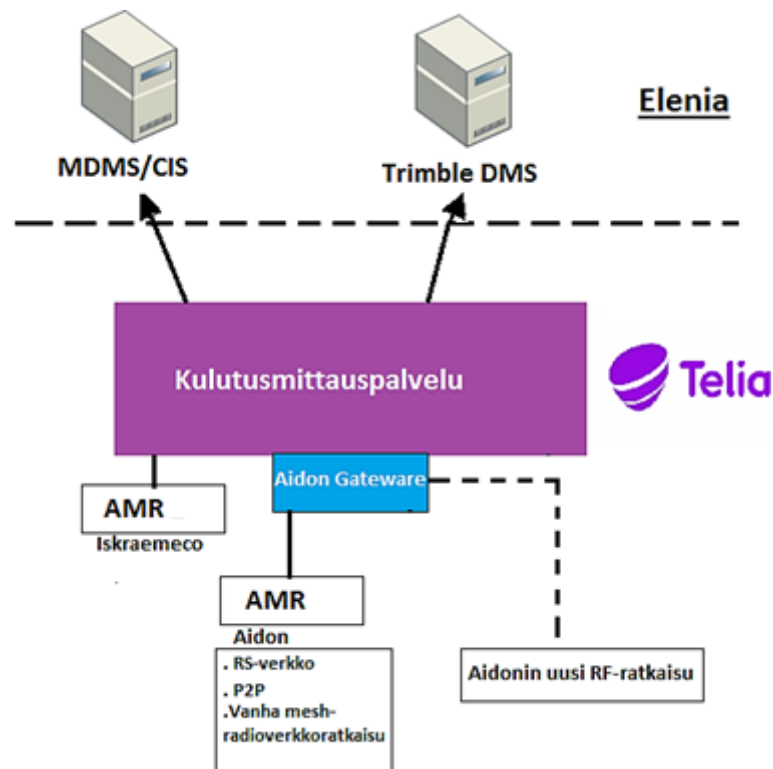 Elenia
MDMS/CIS
Trimble DMS
Kulutusmittauspalvelu
Telia
Aidon Gateware
AMR
Iskraemeco
AMR
Aidon
. RS-verkko
. P2P
. Vanha mesh-
radioverkkoratkaisu
Aidonin uusi RF-ratkaisu